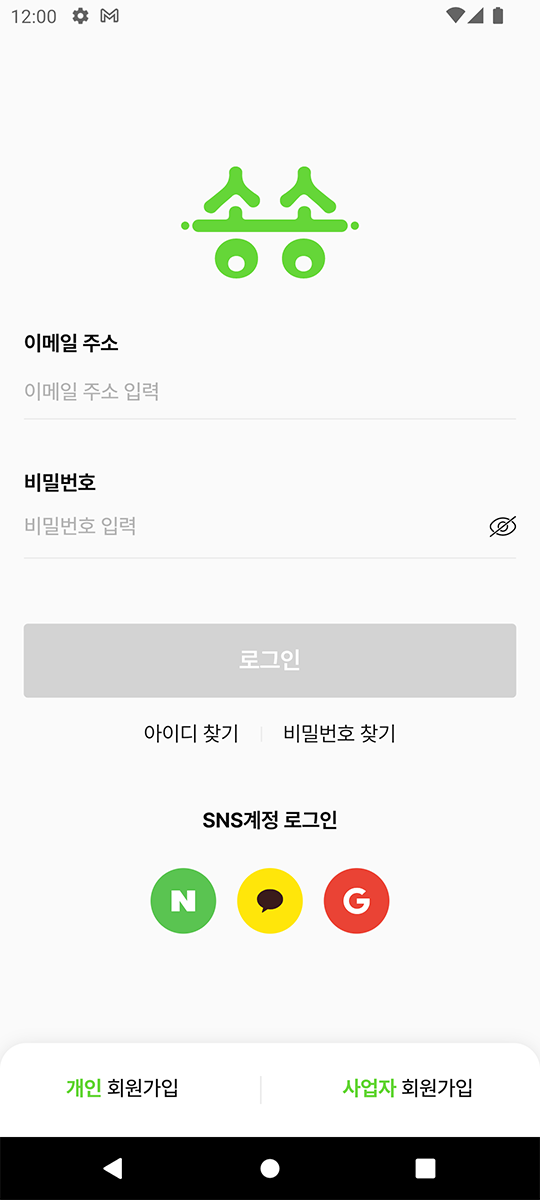 12:00
송송
이메일 주소
이메일 주소 입력
비밀번호
비밀번호 입력
로그인
아이디 찾기 비밀번호 찾기
SNS계정 로그인
N G
개인 회원가입 사업자 회원가입